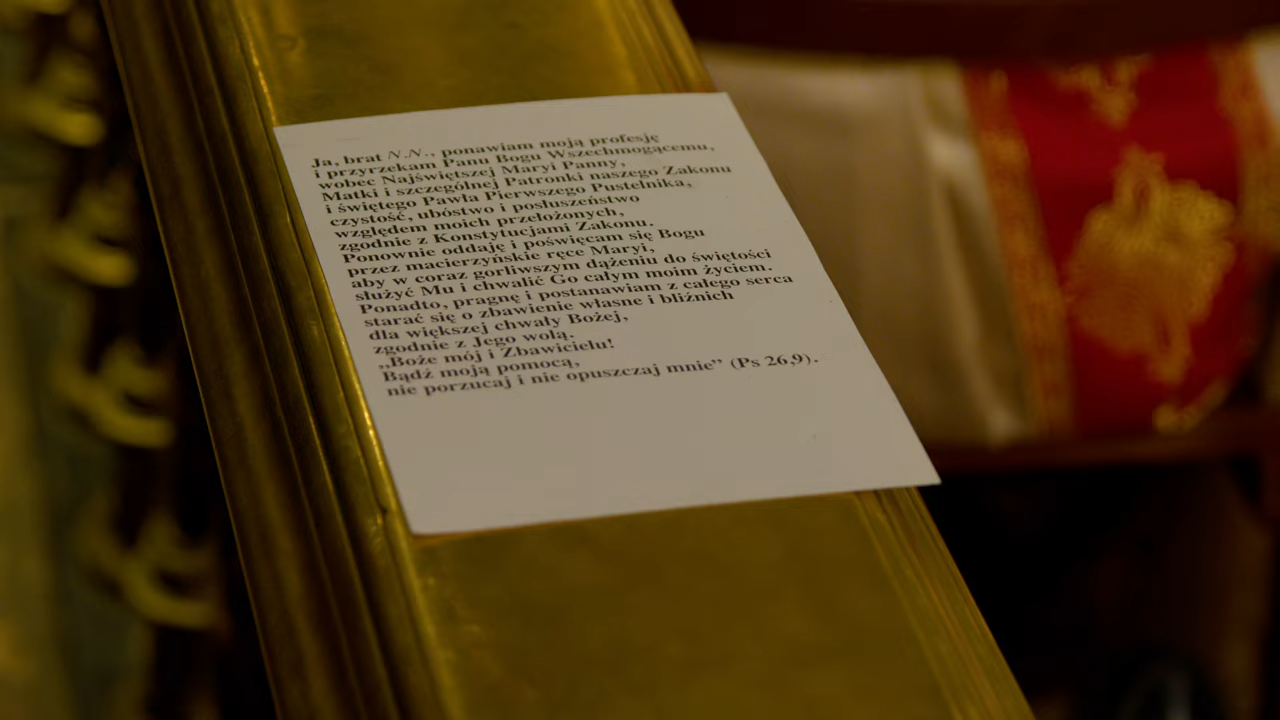 Ja, brat N.N., ponawiam moją profesję
i przyrzekam Panu Bogu Wszechmogącemu,
wobec Najświętszej Maryi Panny,
Matki i szczególnej Patronki naszego Zakonu
i świętego Pawła Pierwszego Pustelnika,
czystość, ubóstwo i posłuszeństwo
względem moich przełożonych,
zgodnie z Konstytucjami Zakonu.
Ponownie oddaję i poświęcam się Bogu
przez macierzyńskie ręce Maryi,
aby w coraz gorliwszym dążeniu do świętości
służyć Mu i chwalić Go całym moim życiem.
Ponadto, pragnę i postanawiam z całego serca
starać się o zbawienie własne i bliźnich
dla większej chwały Bożej,
zgodnie z Jego wolą.
„Boże mój i Zbawicielu!
Bądź moją pomocą,
nie porzucaj i nie opuszczaj mnie” (Ps 26,9).